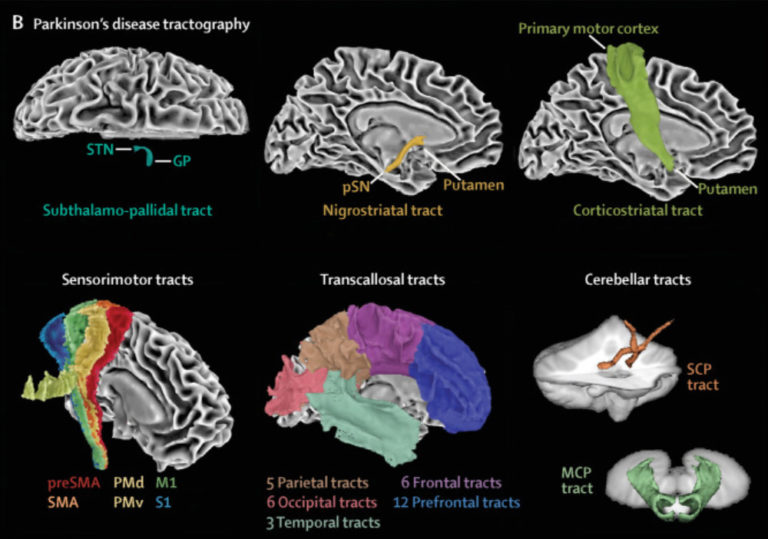 B Parkinson's disease tractography
Primary motor cortex
STN
GP
pSN
Putamen
Putamen
Subthalamo-pallidal tract
Nigrostriatal tract
Corticostriatal tract
Sensorimotor tracts
Transcallosal tracts
Cerebellar tracts
SCP
tract
MCP
tract
preSMA PMd M1
SMA PMv S1
5 Parietal tracts 6 Frontal tracts
6 Occipital tracts 12 Prefrontal tracts
3 Temporal tracts